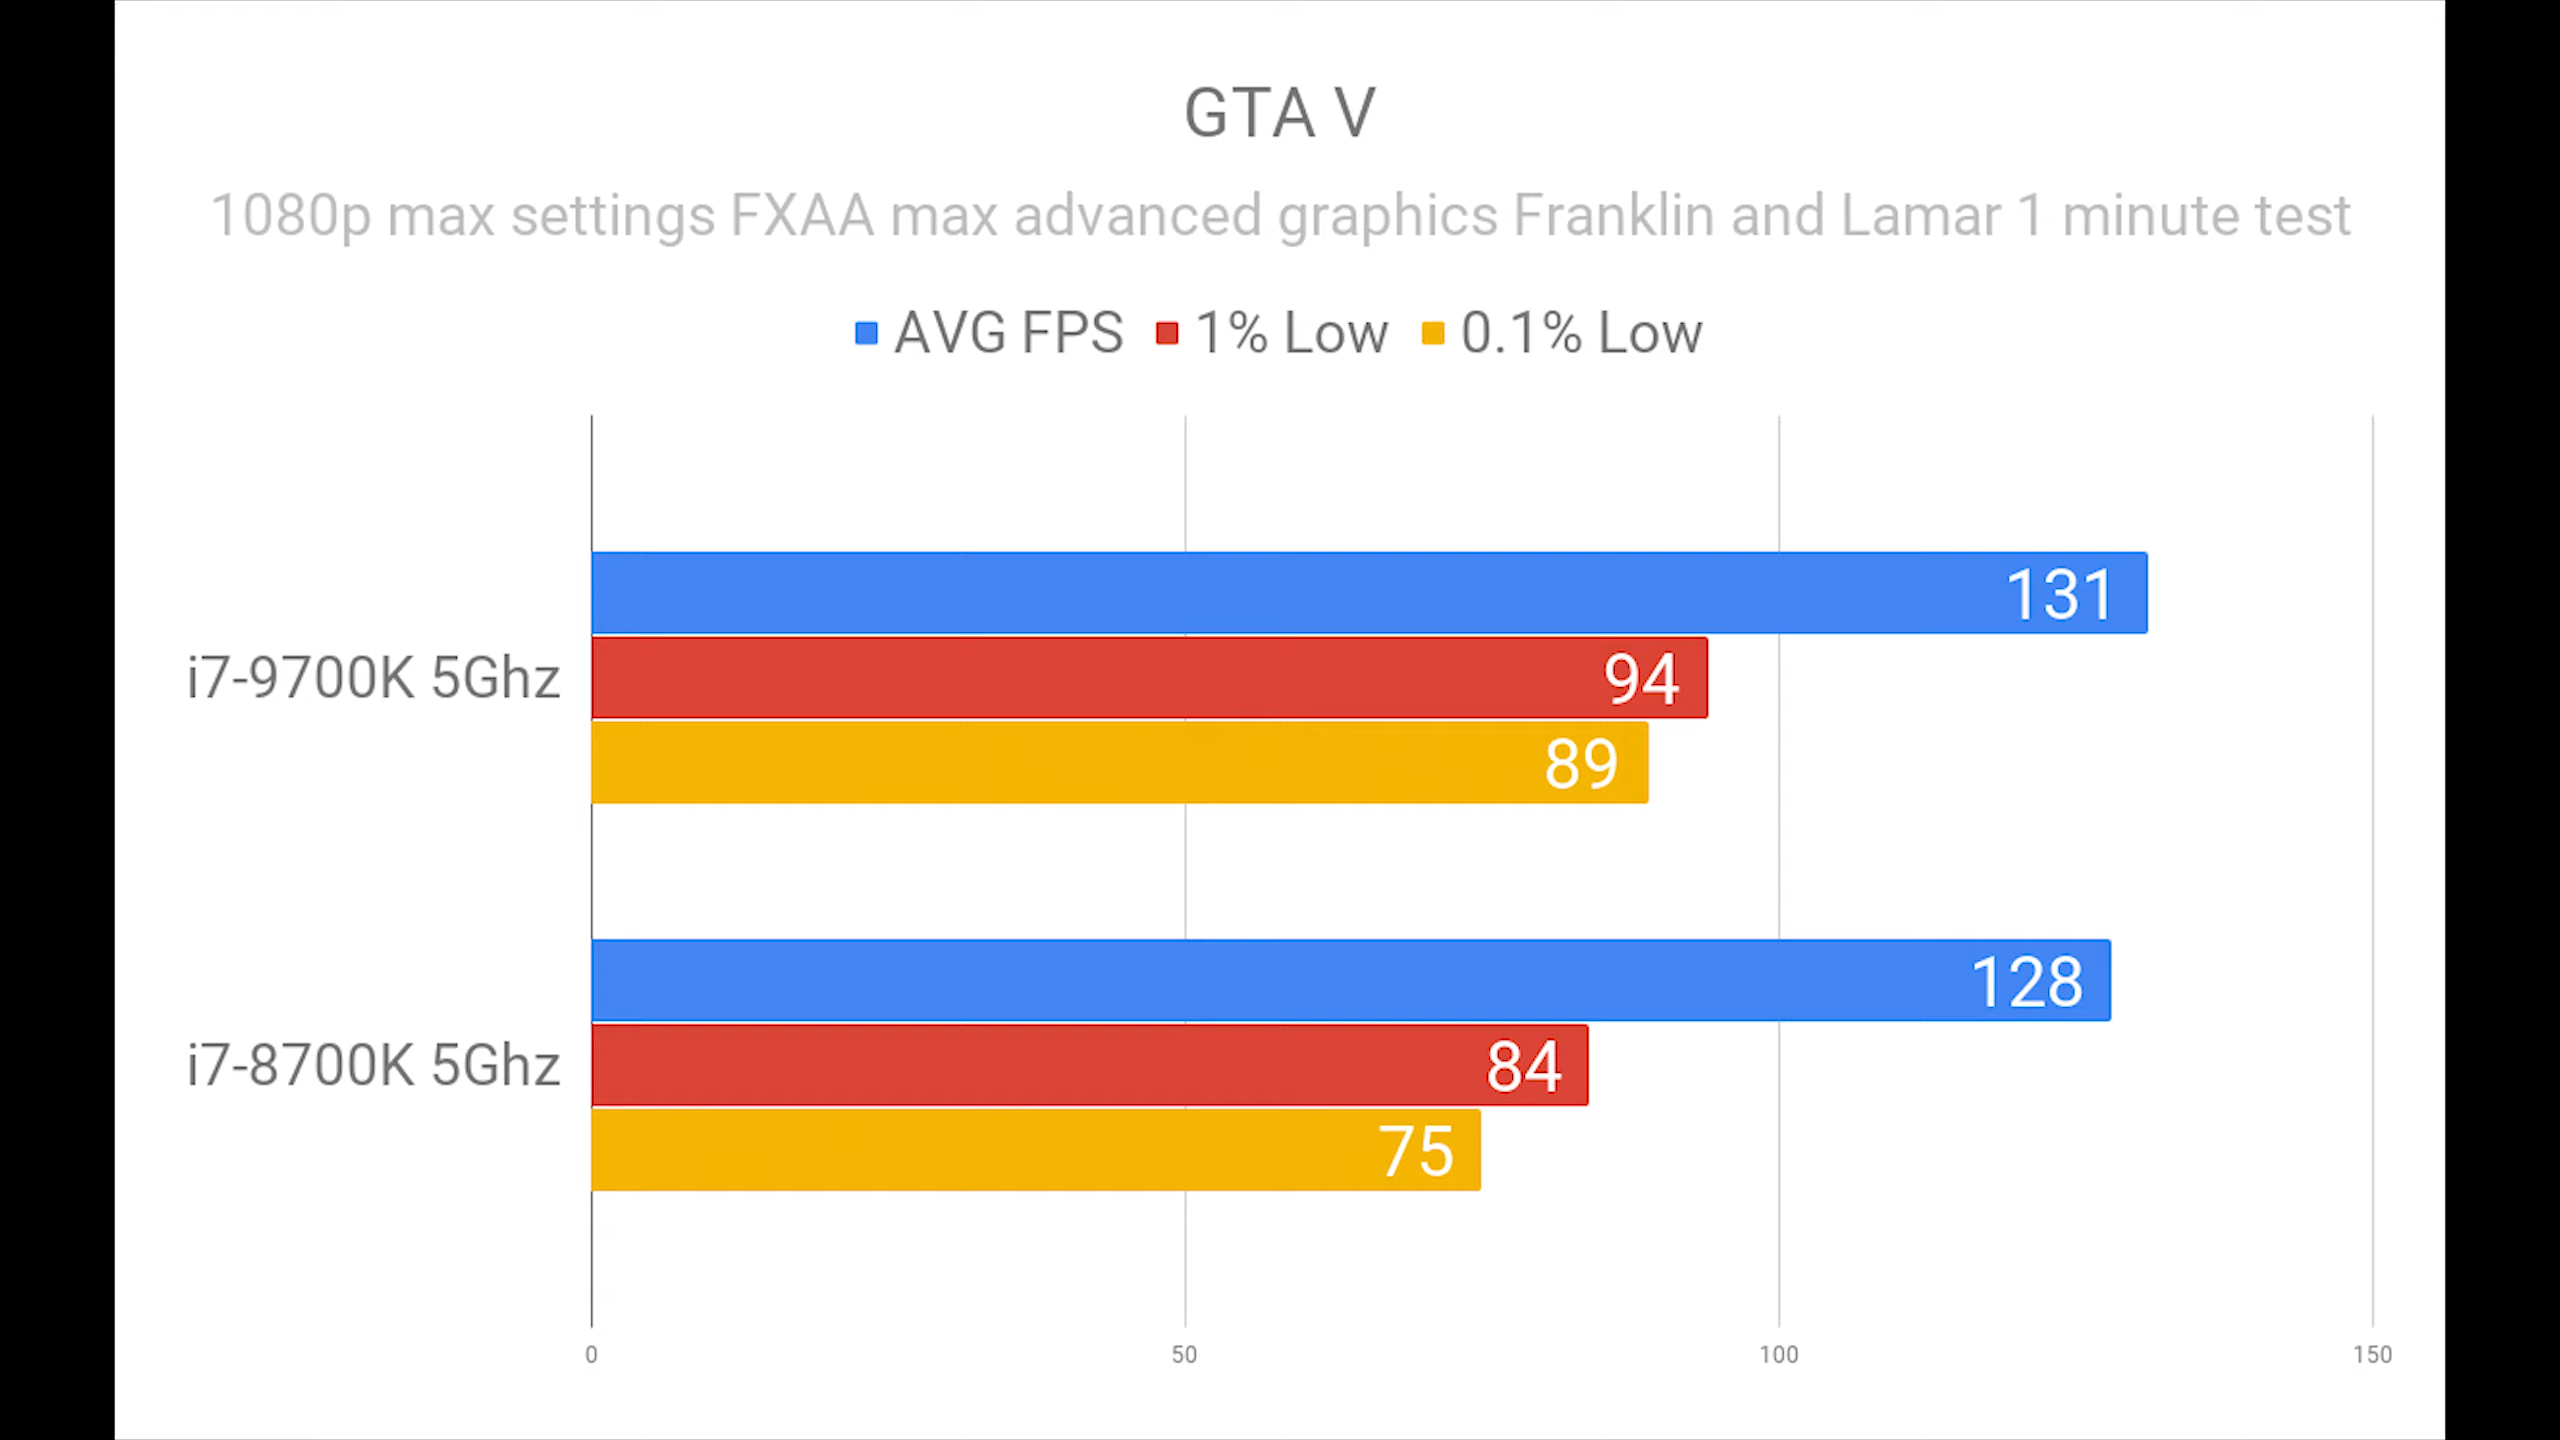 GTA V
1080p max settings FXAA max advanced graphics Franklin and Lamar 1 minute test
AVG FPS 1% Low 0.1% Low
131
i7-9700K 5Ghz 94
89
128
i7-8700K 5Ghz 84
75
0 50 100 150